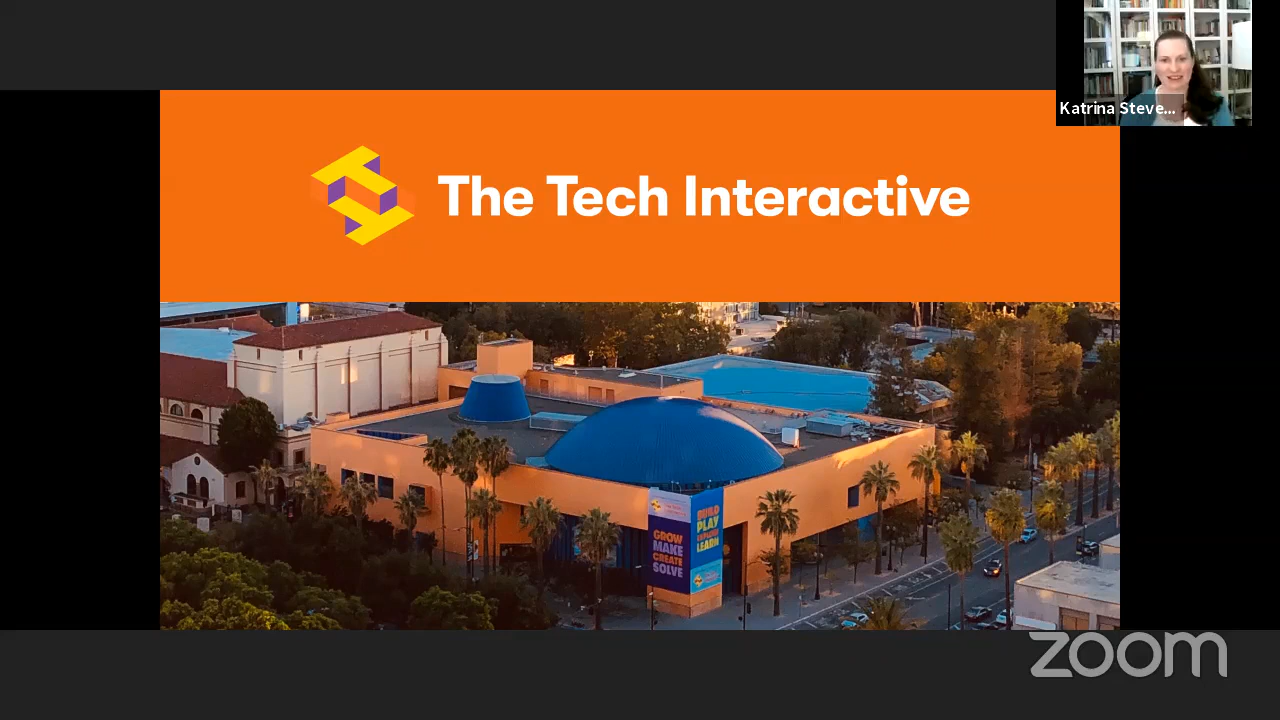 Katrina Steve...
The Tech Interactive
BUILD
PLAY
EXPLORE
LEARN
GROW
MAKE
CREATE
SOLVE
zoom